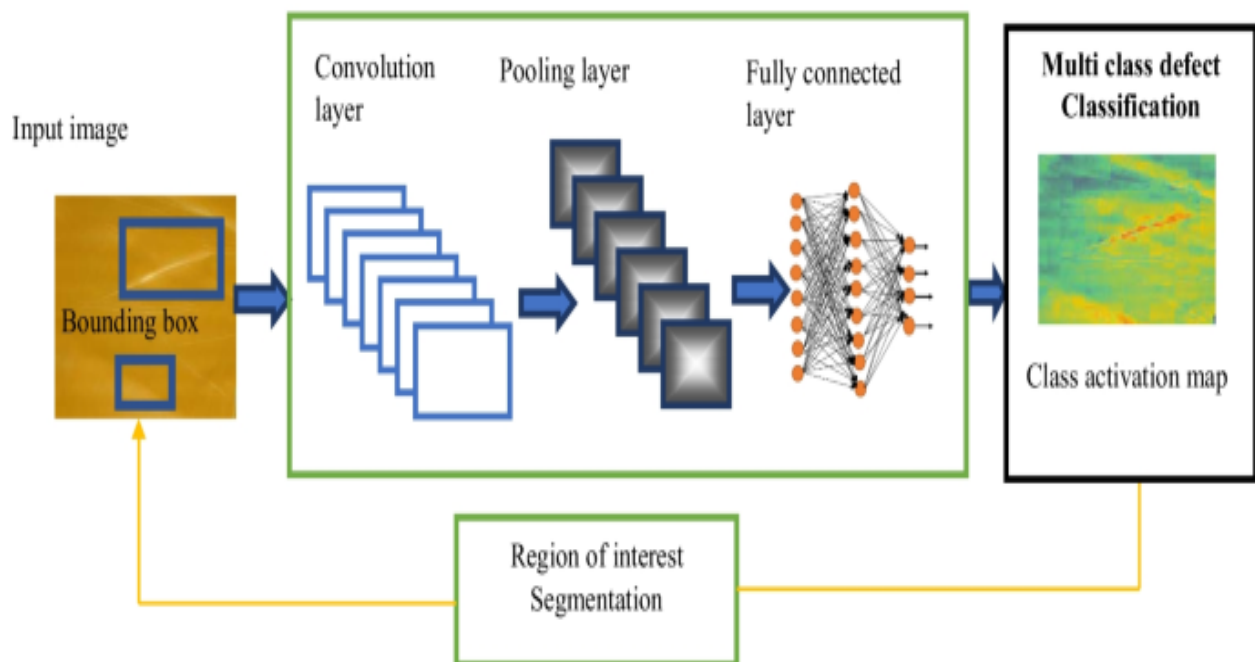 Input image
Bounding box
Convolution
layer
Pooling layer
Fully connected
layer
Multi class defect
Classification
Class activation map
Region of interest
Segmentation